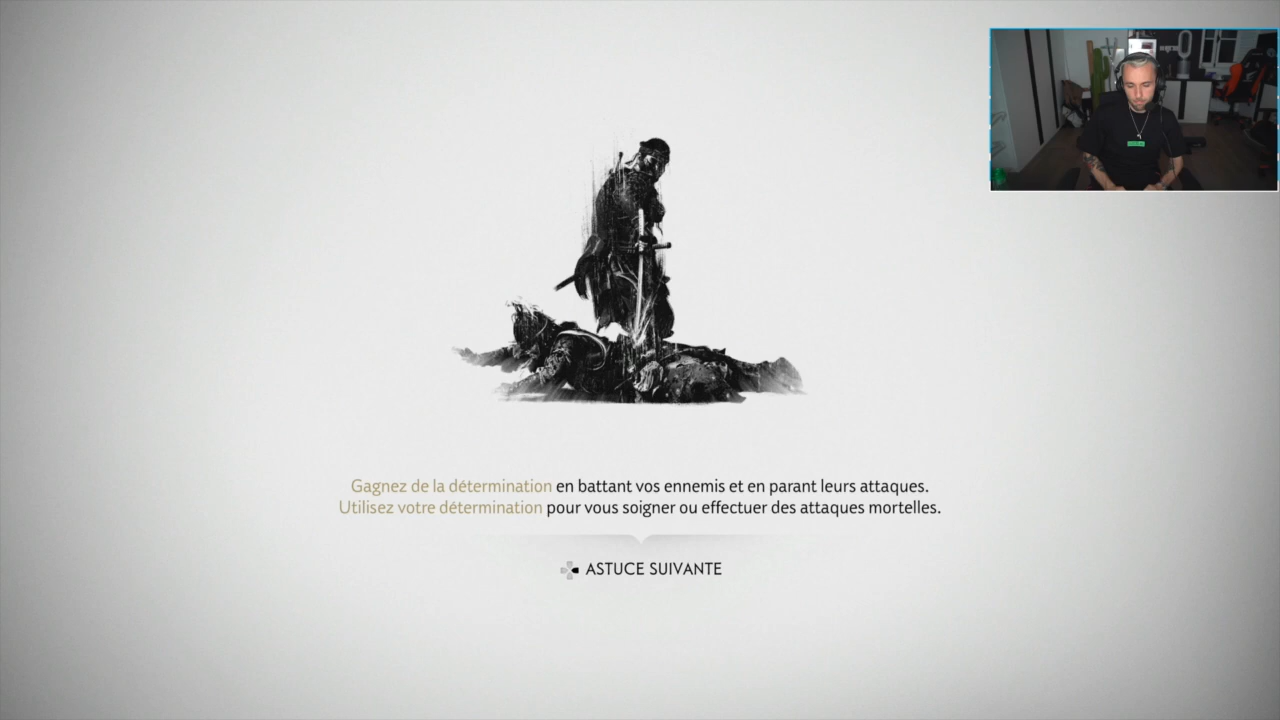 Gagnez de la détermination en battant vos ennemis et en parant leurs attaques.
Utilisez votre détermination pour vous soigner ou effectuer des attaques mortelles.
ASTUCE SUIVANTE